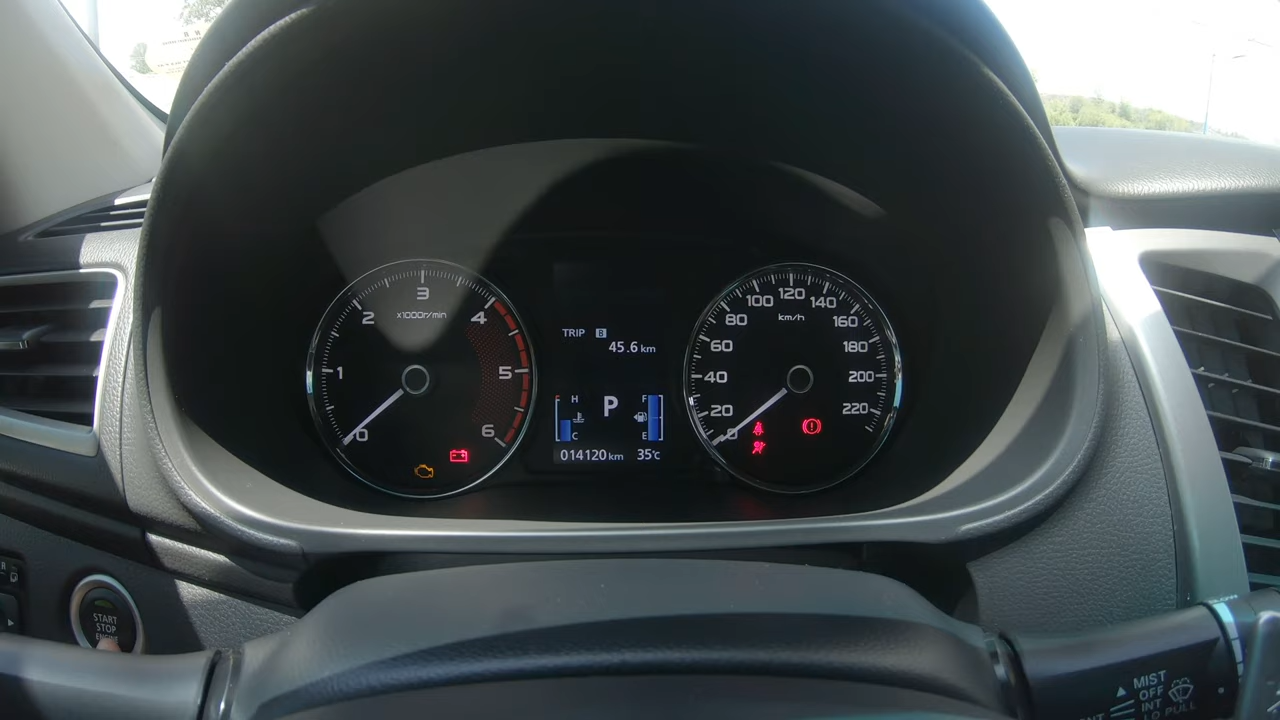 x1000r/min
0
1
2
3
4
5
6
TRIP B
45.6 km
H
C
P
F
E
014120 km 35°c
km/h
0
20
40
60
80
100
120
140
160
180
200
220
START
STOP
MIST
OFF
INT
LO PULL